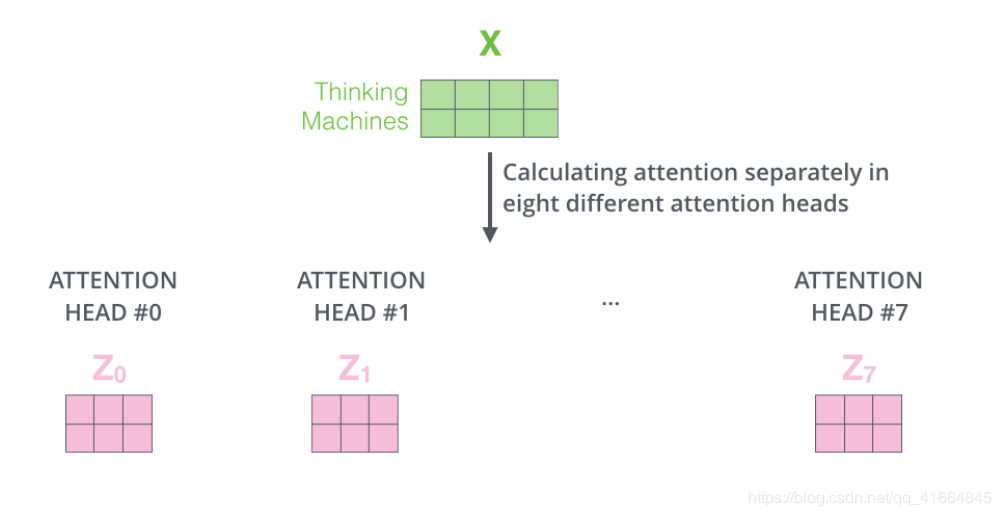 X
Thinking
Machines
Calculating attention separately in
eight different attention heads
ATTENTION
HEAD #0
ATTENTION
HEAD #1
...
ATTENTION
HEAD #7
Z0
Z1
Z7
https://blog.csdn.net/qq_41664845